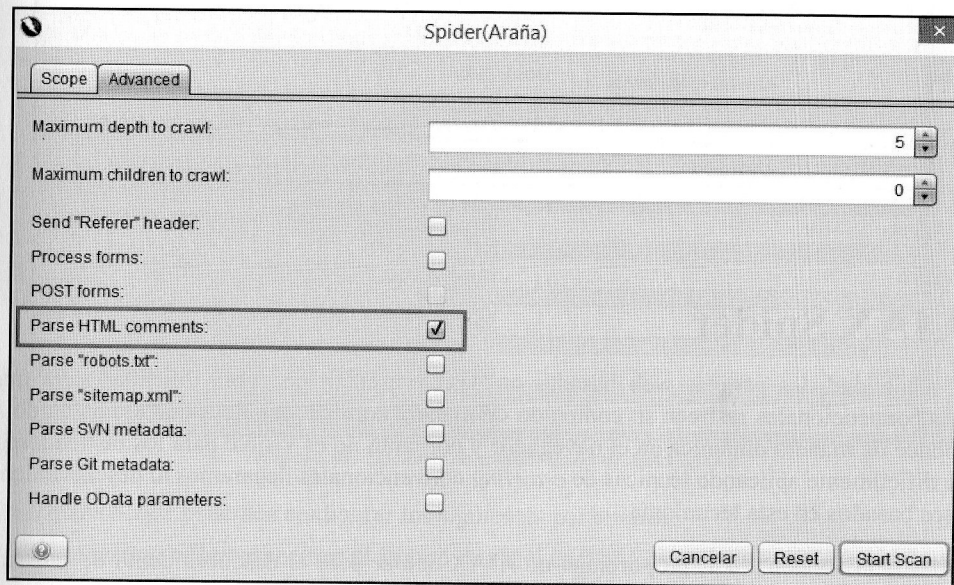 Spider(Araña)
Scope Advanced
Maximum depth to crawl: 5
Maximum children to crawl: 0
Send "Referer" header:
Process forms:
POST forms:
Parse HTML comments:
Parse "robots.txt":
Parse "sitemap.xml":
Parse SVN metadata:
Parse Git metadata:
Handle OData parameters:
Cancelar Reset Start Scan